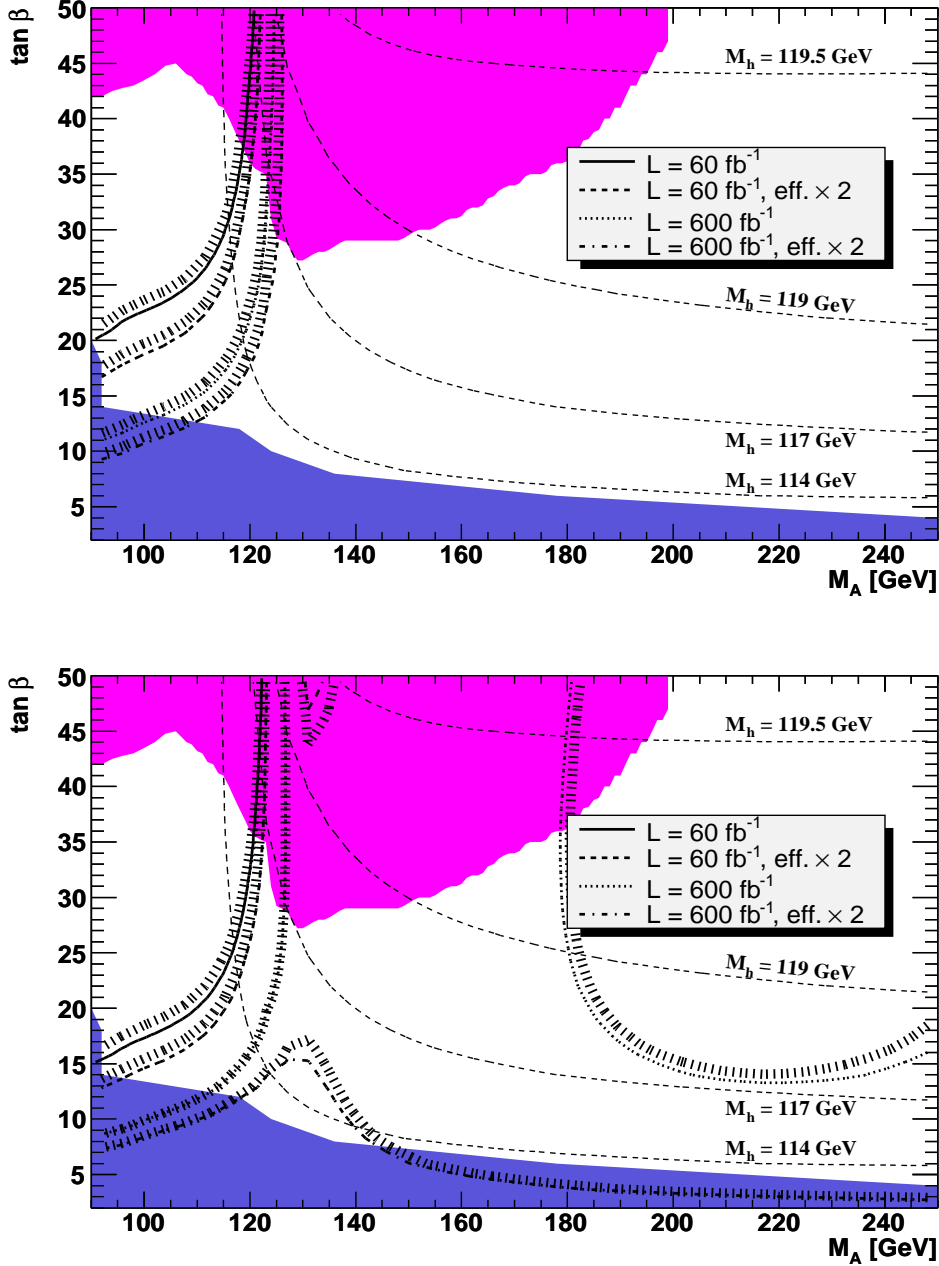 tan β
50
45
40
35
30
25
20
15
10
5
M_h = 119.5 GeV
L = 60 fb⁻¹
L = 60 fb⁻¹, eff. × 2
L = 600 fb⁻¹
L = 600 fb⁻¹, eff. × 2
M_h = 119 GeV
M_h = 117 GeV
M_h = 114 GeV
100 120 140 160 180 200 220 240
M_A [GeV]
tan β
50
45
40
35
30
25
20
15
10
5
M_h = 119.5 GeV
L = 60 fb⁻¹
L = 60 fb⁻¹, eff. × 2
L = 600 fb⁻¹
L = 600 fb⁻¹, eff. × 2
M_h = 119 GeV
M_h = 117 GeV
M_h = 114 GeV
100 120 140 160 180 200 220 240
M_A [GeV]